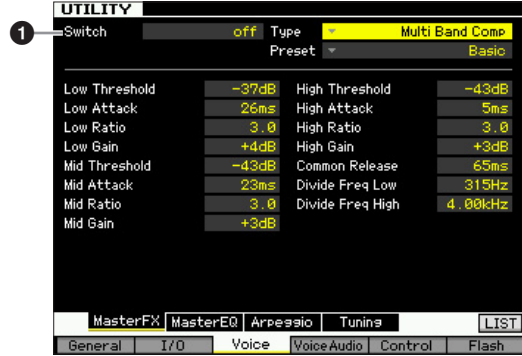 UTILITY
1 Switch off Type Multi Band Comp
Preset Basic
Low Threshold -37dB High Threshold -43dB
Low Attack 26ms High Attack 5ms
Low Ratio 3.0 High Ratio 3.0
Low Gain +4dB High Gain +3dB
Mid Threshold -43dB Common Release 65ms
Mid Attack 23ms Divide Freq Low 315Hz
Mid Ratio 3.0 Divide Freq High 4.00kHz
Mid Gain +3dB
MasterFX MasterEQ Arpeggio Tuning LIST
General I/O Voice VoiceAudio Control Flash